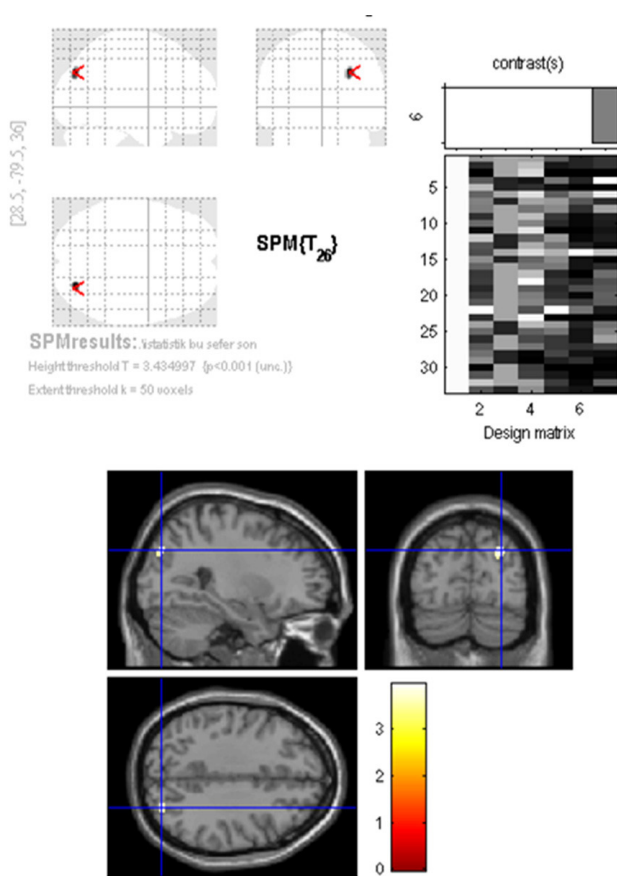 contrast(s)
6
[28.5, -79.5, 36]
SPM{T26}
SPMresults: .\istatistik bu sefer son
Height threshold T = 3.434997 {p<0.001 (unc.)}
Extent threshold k = 50 voxels
5
10
15
20
25
30
2 4 6
Design matrix
3
2
1
0